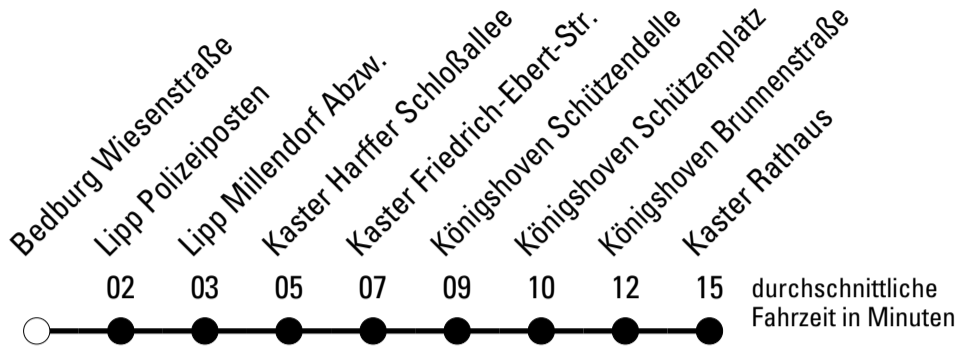 Bedburg Wiesenstraße
Lipp Polizeiposten
Lipp Millendorf Abzw.
Kaster Harffer Schloßallee
Kaster Friedrich-Ebert-Str.
Königshoven Schützendelle
Königshoven Schützenplatz
Königshoven Brunnenstraße
Kaster Rathaus
02 03 05 07 09 10 12 15
durchschnittliche
Fahrzeit in Minuten